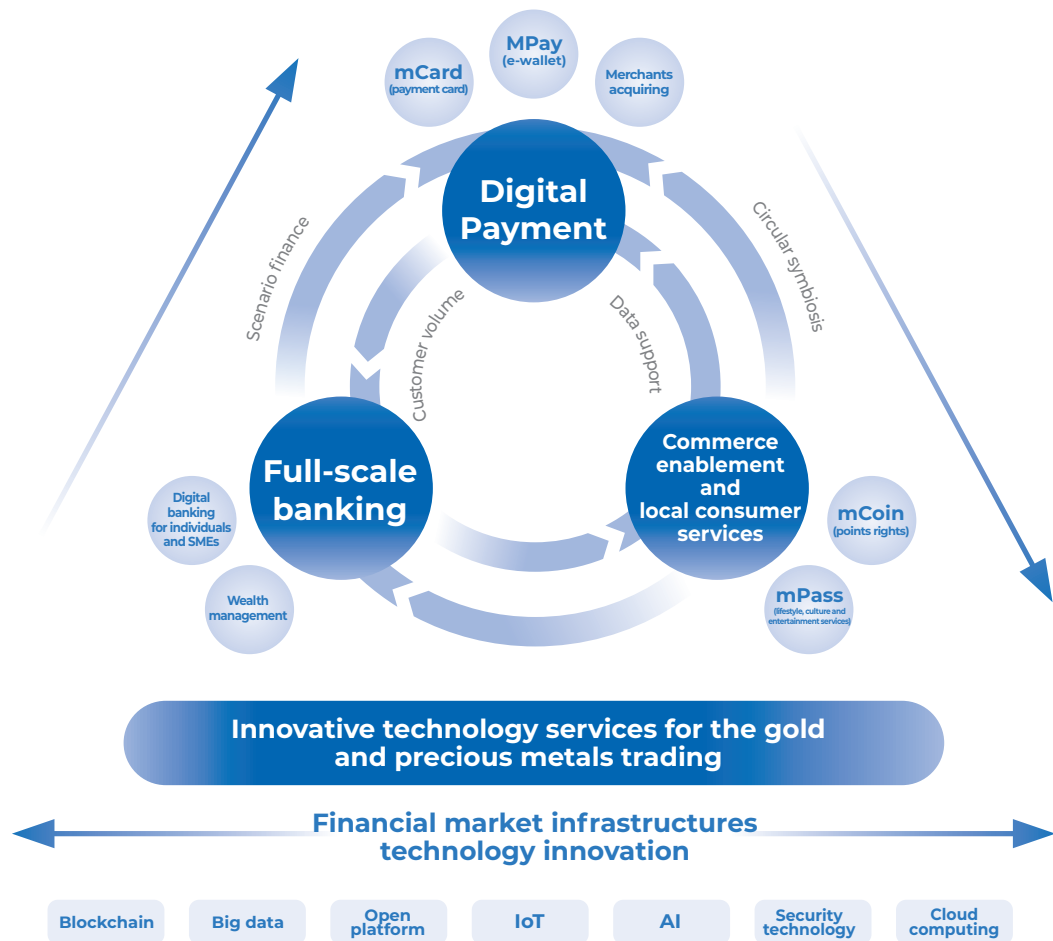 MPay
(e-wallet)
mCard
(payment card)
Merchants
acquiring
Digital
Payment
Scenario finance
Circular symbiosis
Customer volume
Data support
Full-scale
banking
Commerce
enablement
and
local consumer
services
Digital
banking
for individuals
and SMEs
Wealth
management
mCoin
(points rights)
mPass
(lifestyle, culture and
entertainment services)
Innovative technology services for the gold
and precious metals trading
Financial market infrastructures
technology innovation
Blockchain
Big data
Open
platform
IoT
AI
Security
technology
Cloud
computing